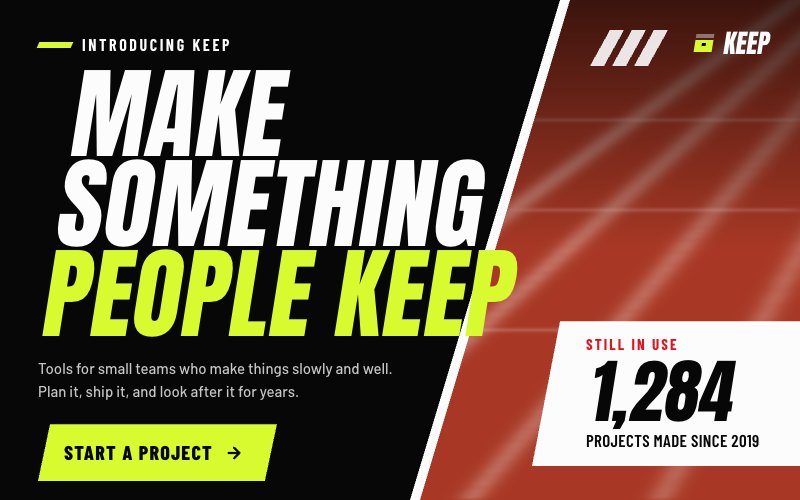 INTRODUCING KEEP
MAKE
SOMETHING
PEOPLE KEEP
Tools for small teams who make things slowly and well.
Plan it, ship it, and look after it for years.
START A PROJECT →
KEEP
STILL IN USE
1,284
PROJECTS MADE SINCE 2019